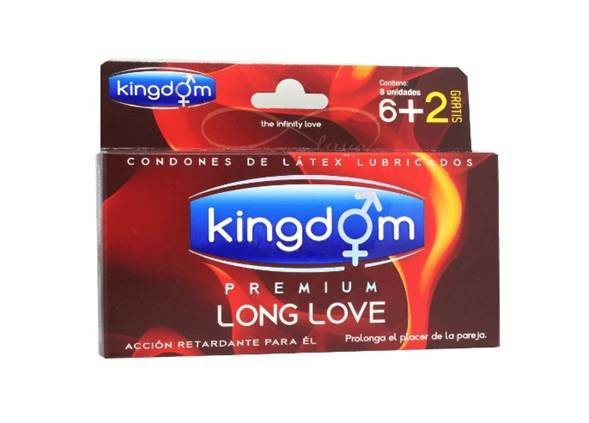 kingdom
Contiene:
8 unidades
6+2 GRATIS
the infinity love
CONDONES DE LÁTEX LUBRICADOS
kingdom
PREMIUM
LONG LOVE
ACCIÓN RETARDANTE PARA ÉL
Prolonga el placer de la pareja.